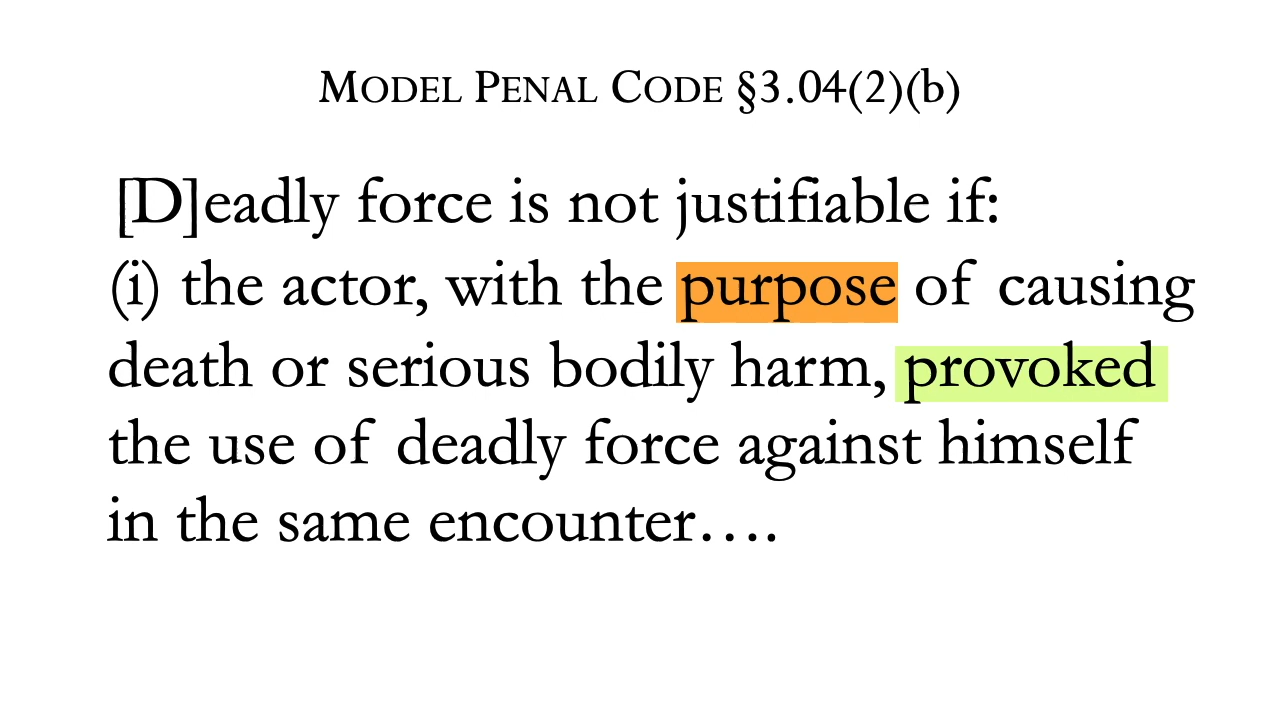 MODEL PENAL CODE §3.04(2)(b)
[D]eadly force is not justifiable if:
(i) the actor, with the purpose of causing
death or serious bodily harm, provoked
the use of deadly force against himself
in the same encounter….